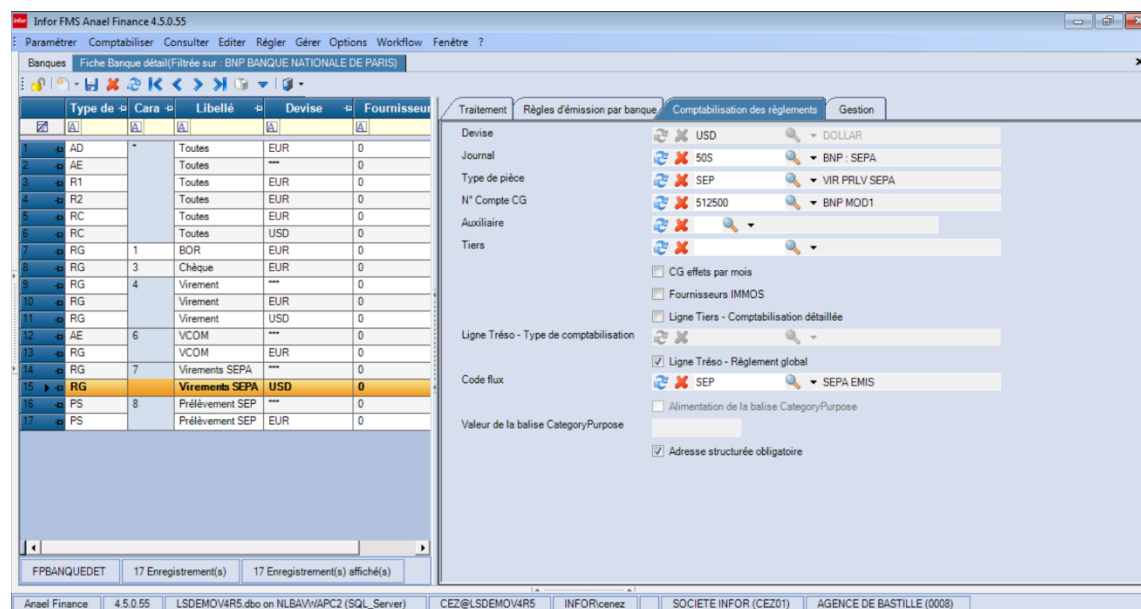 infor Infor FMS Anael Finance 4.5.0.55
Paramétrer Comptabiliser Consulter Editer Régler Gérer Options Workflow Fenêtre ?
Banques Fiche Banque détail(Filtrée sur : BNP BANQUE NATIONALE DE PARIS)
Type de Cara Libellé Devise Fournisseur
1 AD * Toutes EUR 0
2 AE Toutes *** 0
3 R1 Toutes EUR 0
4 R2 Toutes EUR 0
5 RC Toutes EUR 0
6 RC Toutes USD 0
7 RG 1 BOR EUR 0
8 RG 3 Chèque EUR 0
9 RG 4 Virement *** 0
10 RG Virement EUR 0
11 RG Virement USD 0
12 AE 6 VCOM *** 0
13 RG VCOM EUR 0
14 RG 7 Virements SEPA *** 0
15 RG Virements SEPA USD 0
16 PS 8 Prélèvement SEP *** 0
17 PS Prélèvement SEP EUR 0
FPBANQUEDET 17 Enregistrement(s) 17 Enregistrement(s) affiché(s)
Traitement Règles d'émission par banque Comptabilisation des règlements Gestion
Devise USD DOLLAR
Journal 50S BNP : SEPA
Type de pièce SEP VIR PRLV SEPA
N° Compte CG 512500 BNP MOD1
Auxiliaire
Tiers
CG effets par mois
Fournisseurs IMMOS
Ligne Tiers - Comptabilisation détaillée
Ligne Tréso - Type de comptabilisation
Ligne Tréso - Règlement global
Code flux SEP SEPA EMIS
Alimentation de la balise CategoryPurpose
Valeur de la balise CategoryPurpose
Adresse structurée obligatoire
Anael Finance 4.5.0.55 LSDEMOV4R5.dbo on NLBAVWAPC2 (SQL_Server) CEZ@LSDEMOV4R5 INFOR\cenez SOCIETE INFOR (CEZ01) AGENCE DE BASTILLE (0008)